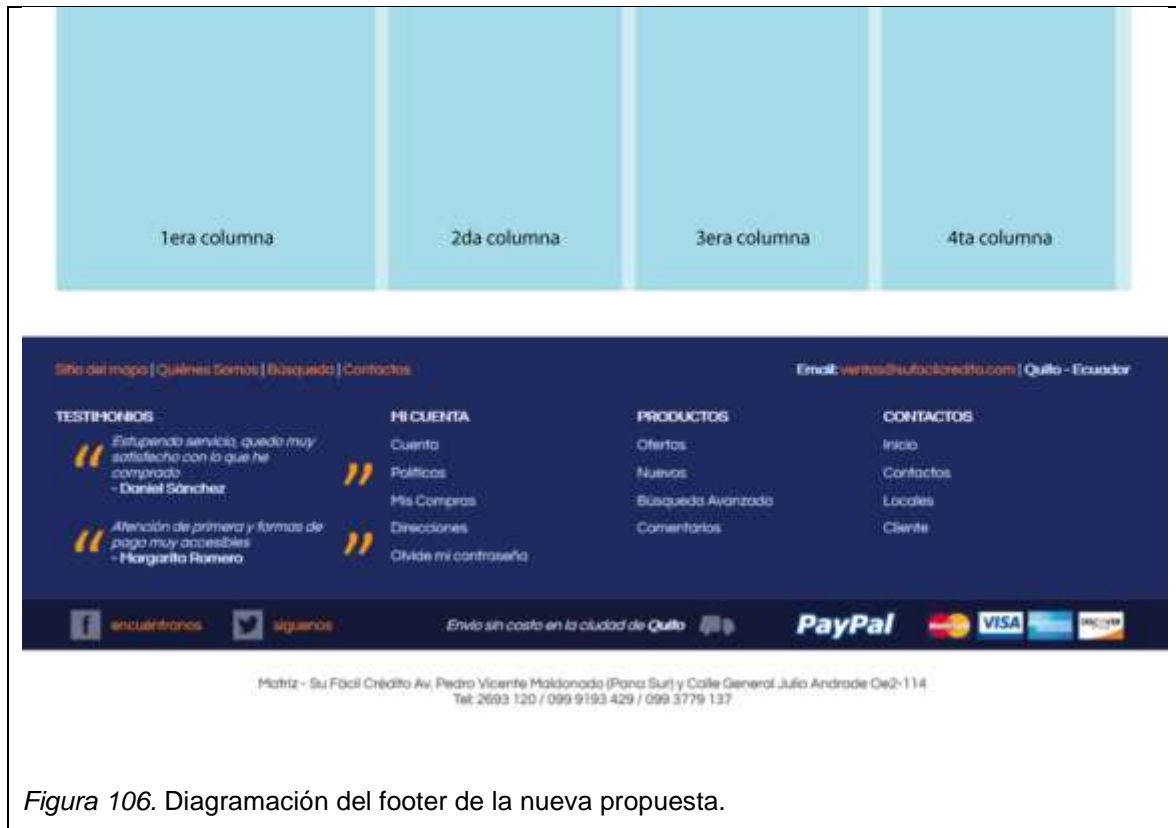 1era columna 2da columna 3era columna 4ta columna
Sitio del mapa | Quiénes Somos | Búsqueda | Contactos
Email: ventas@sufacilcredito.com | Quito - Ecuador
TESTIMONIOS
Estupendo servicio, quedo muy
satisfecho con lo que he
comprado
- Daniel Sánchez
Atención de primera y formas de
pago muy accesibles
- Margarita Romero
MI CUENTA
Cuenta
Políticas
Mis Compras
Direcciones
Olvide mi contraseña
PRODUCTOS
Ofertas
Nuevos
Búsqueda Avanzada
Comentarios
CONTACTOS
Inicio
Contactos
Locales
Cliente
encuéntranos síguenos Envío sin costo en la ciudad de Quito PayPal MasterCard VISA DISCOVER
Matriz - Su Fácil Crédito Av. Pedro Vicente Maldonado (Pana Sur) y Calle General Julio Andrade Oe2-114
Tel: 2693 120 / 099 9193 429 / 099 3779 137
Figura 106. Diagramación del footer de la nueva propuesta.